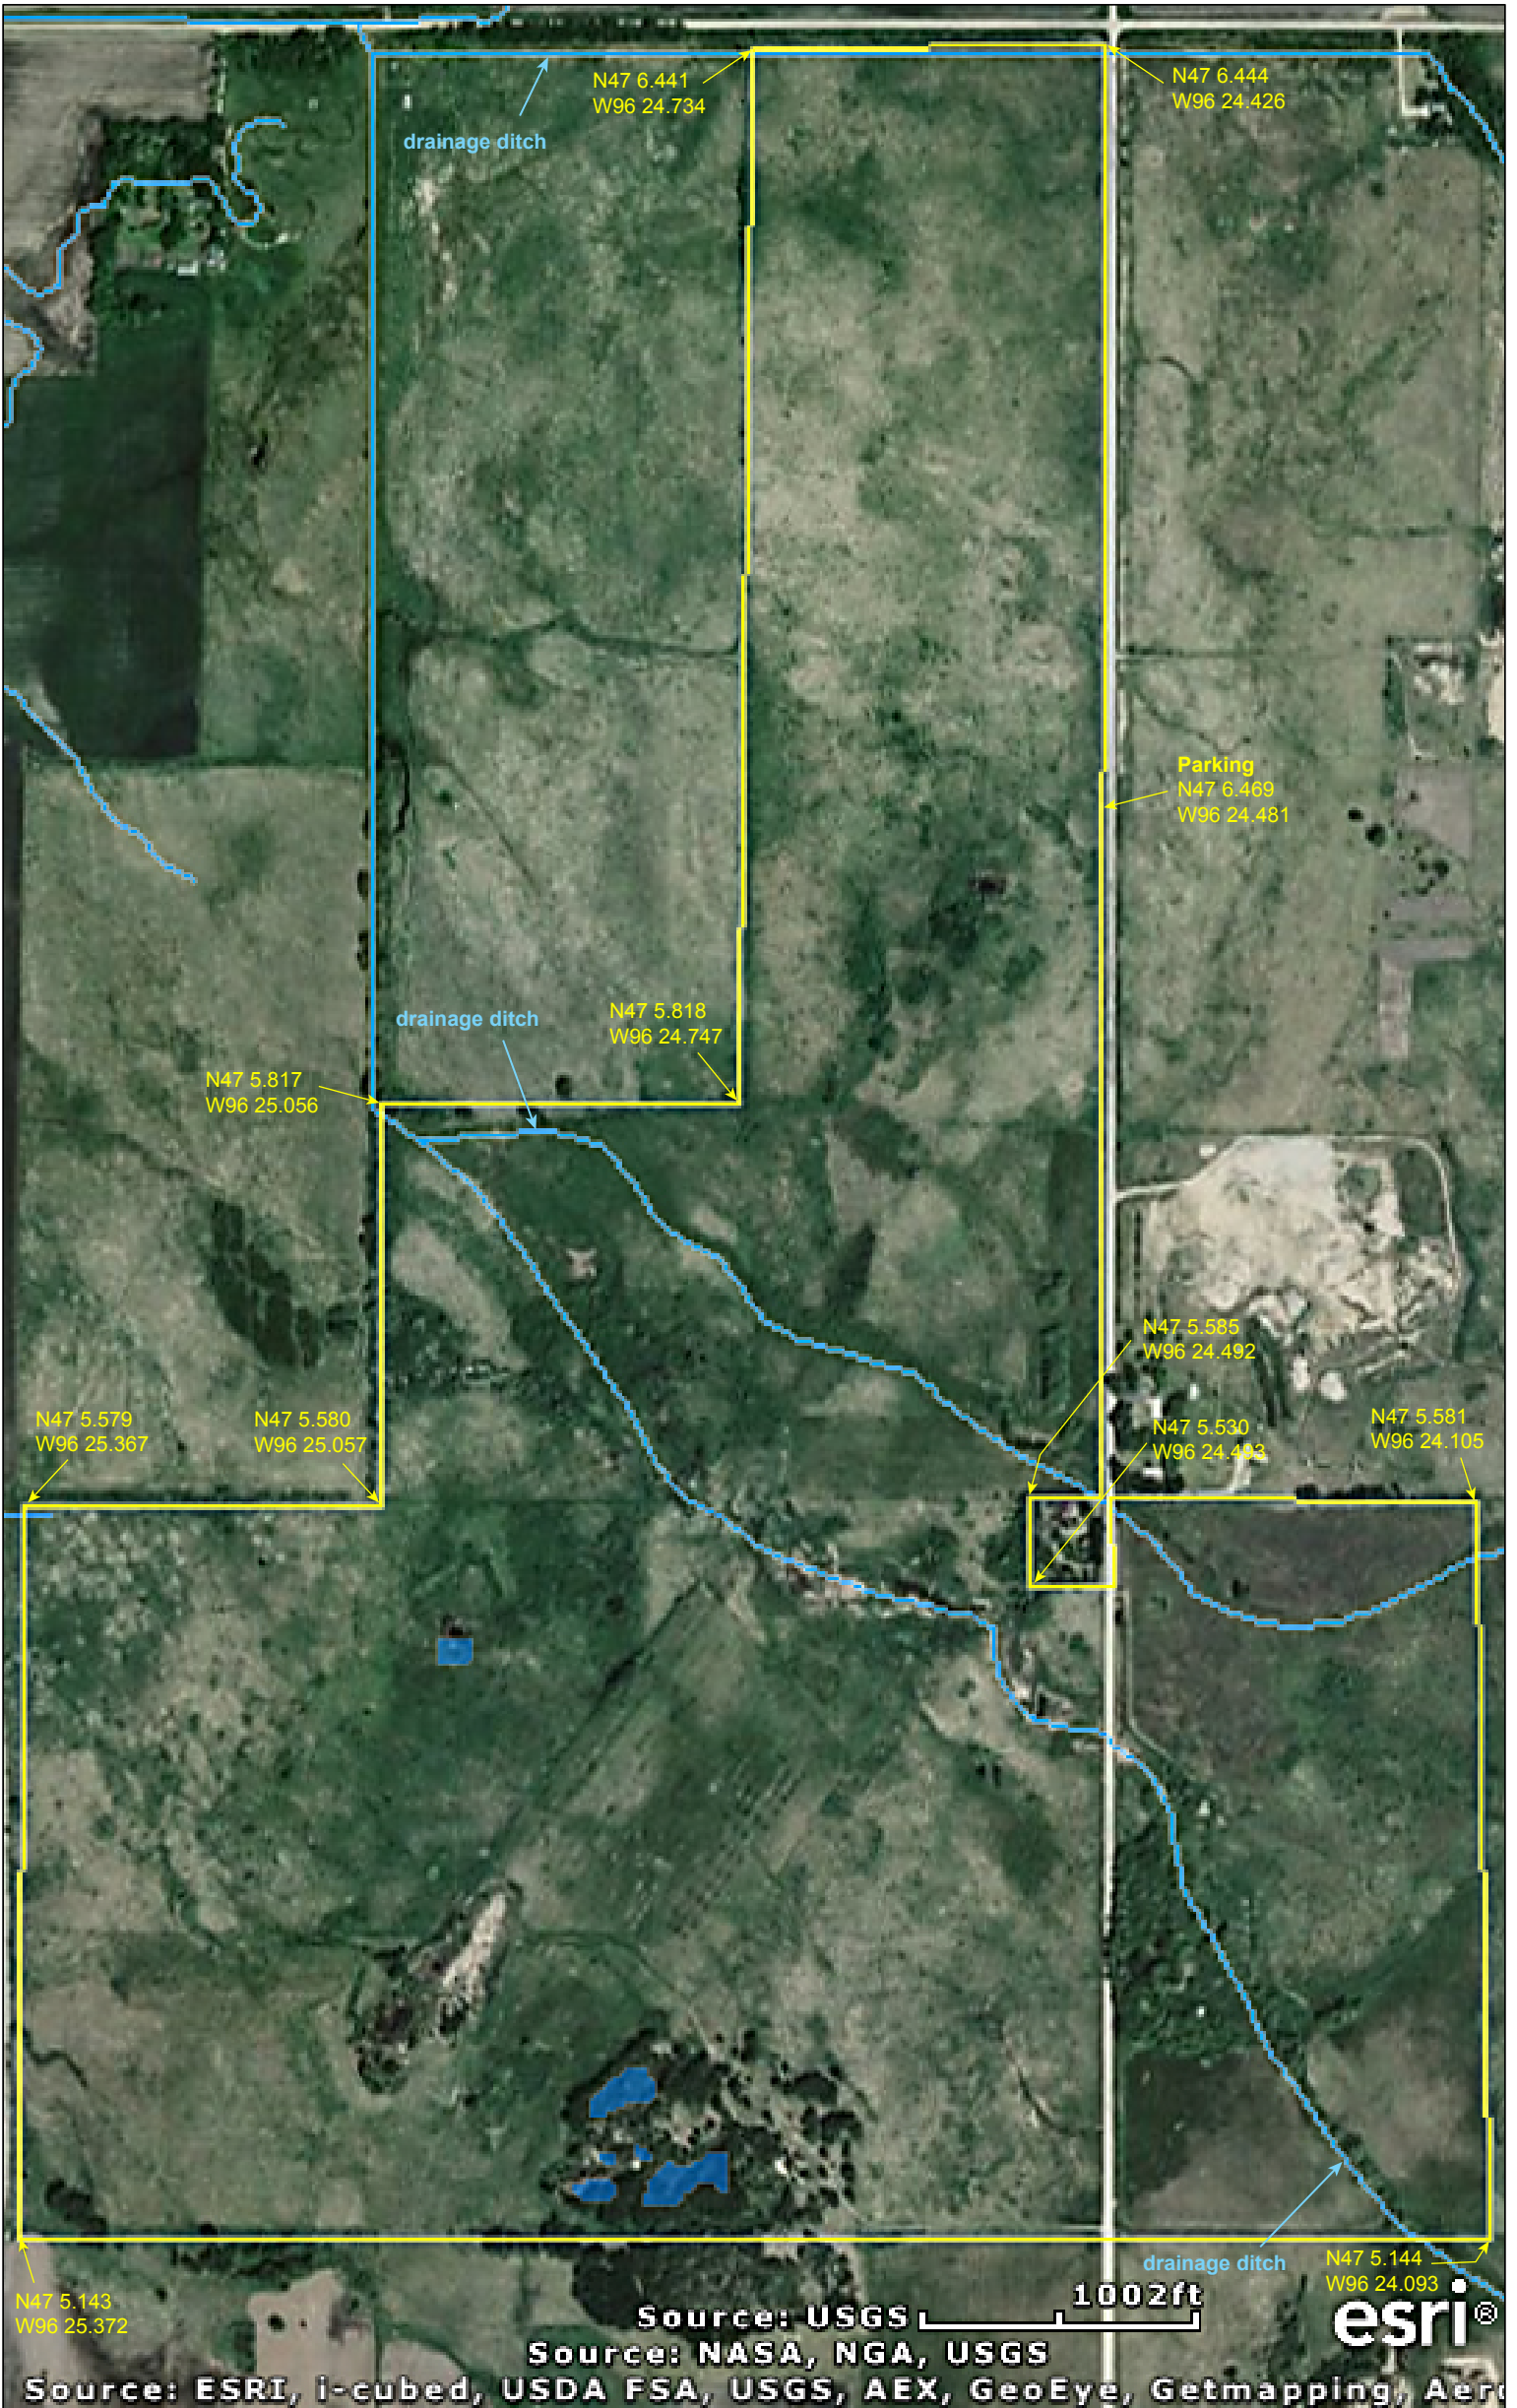 N47 6.441
W96 24.734
N47 6.444
W96 24.426
drainage ditch
Parking
N47 6.469
W96 24.481
drainage ditch
N47 5.818
W96 24.747
N47 5.817
W96 25.056
N47 5.585
W96 24.492
N47 5.579
W96 25.367
N47 5.580
W96 25.057
N47 5.530
W96 24.493
N47 5.581
W96 24.105
drainage ditch
N47 5.144
W96 24.093
N47 5.143
W96 25.372
1002ft
Source: USGS
esri®
Source: NASA, NGA, USGS
Source: ESRI, i-cubed, USDA FSA, USGS, AEX, GeoEye, Getmapping, Aero